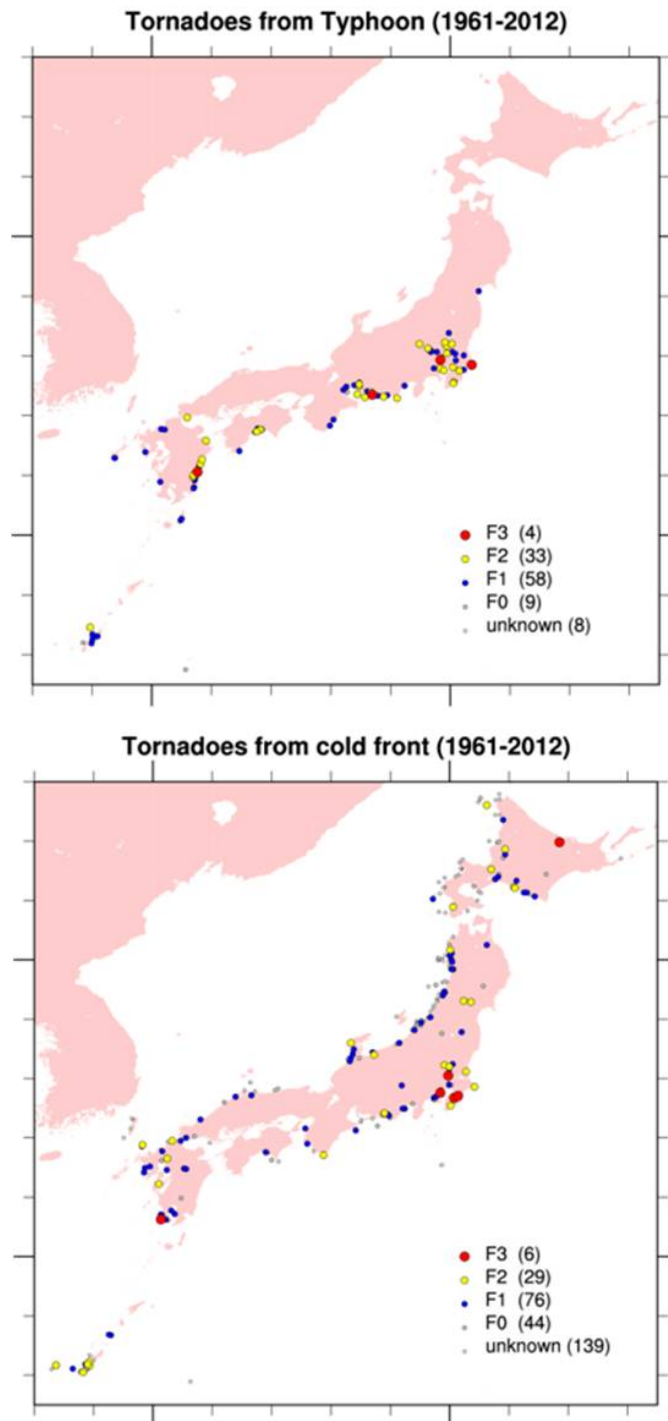 Tornadoes from Typhoon (1961-2012)
F3 (4)
F2 (33)
F1 (58)
F0 (9)
unknown (8)
Tornadoes from cold front (1961-2012)
F3 (6)
F2 (29)
F1 (76)
F0 (44)
unknown (139)